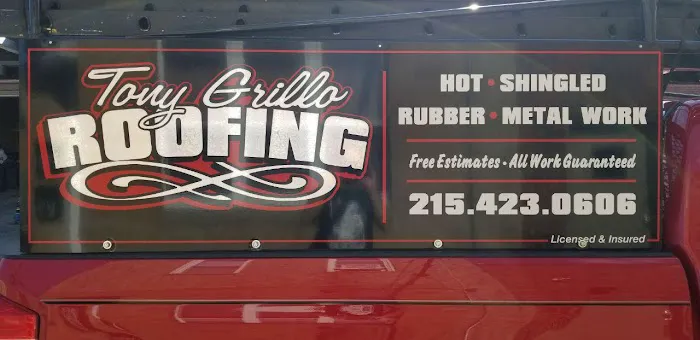 Tony Grillo
ROOFING
HOT • SHINGLED
RUBBER • METAL WORK
Free Estimates - All Work Guaranteed
215.423.0606
Licensed & Insured